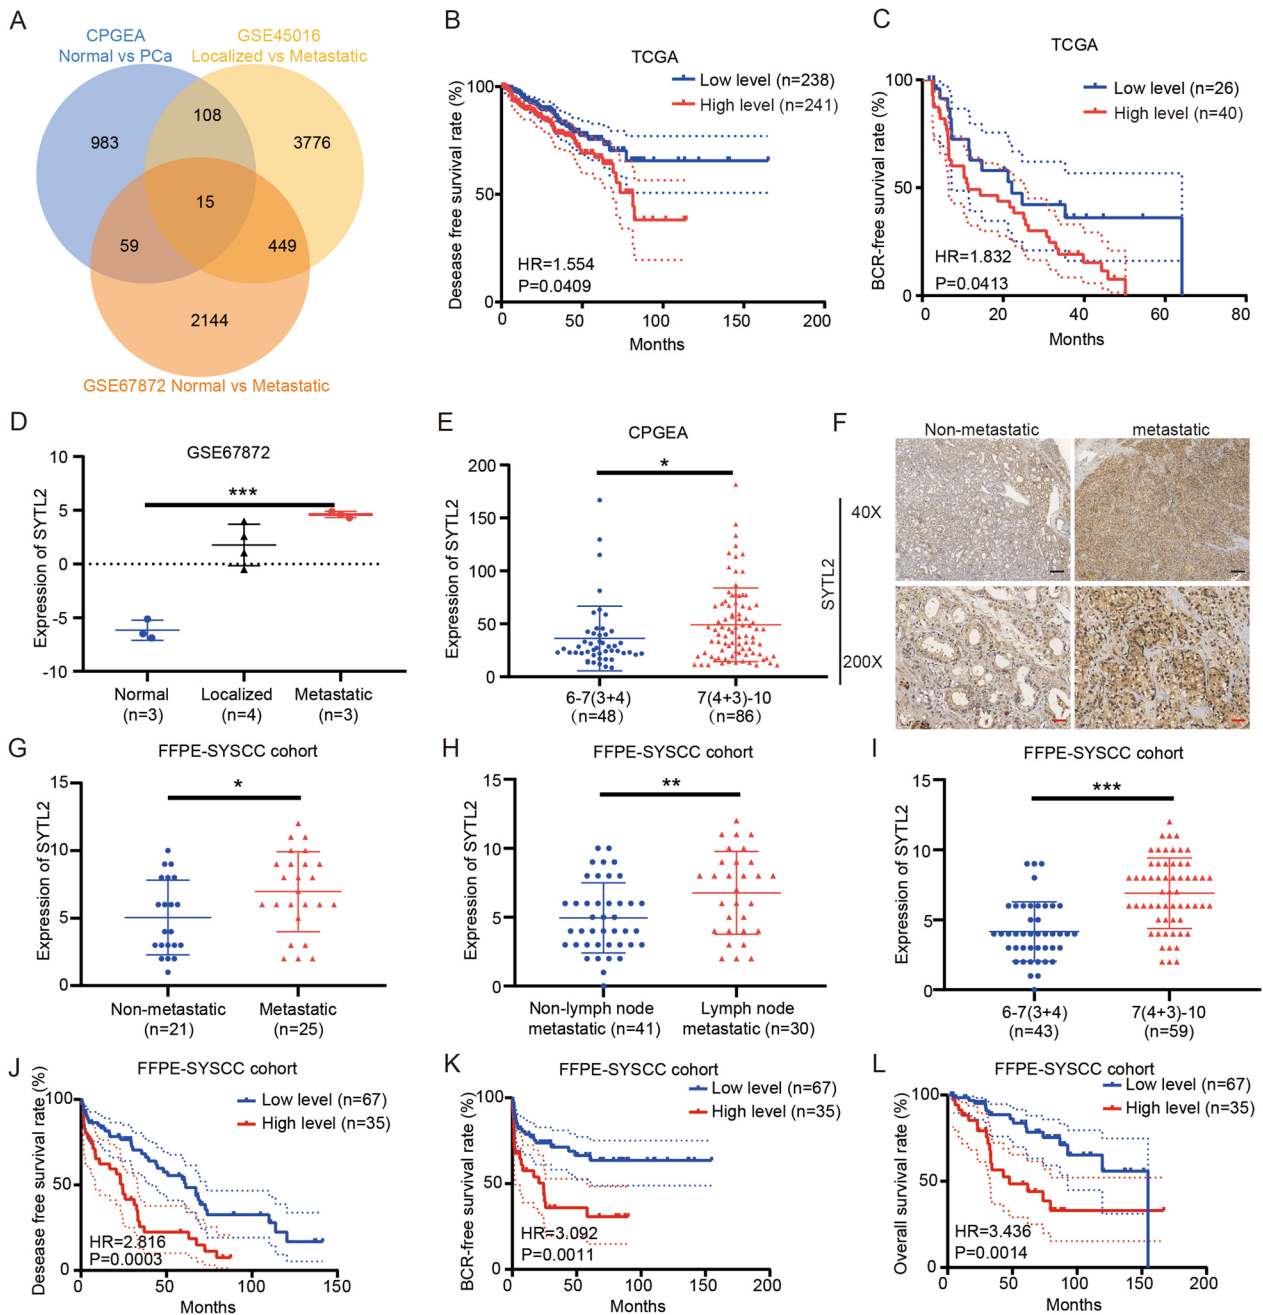 A
CPGEA
Normal vs PCa
GSE45016
Localized vs Metastatic
983
108
3776
15
59
449
2144
GSE67872 Normal vs Metastatic
B
TCGA
Low level (n=238)
High level (n=241)
Desease free survival rate (%)
100
50
0
HR=1.554
P=0.0409
0 50 100 150 200
Months
C
TCGA
Low level (n=26)
High level (n=40)
BCR-free survival rate (%)
100
50
0
HR=1.832
P=0.0413
0 20 40 60 80
Months
D
GSE67872
***
Expression of SYTL2
10
5
0
-5
-10
Normal
(n=3)
Localized
(n=4)
Metastatic
(n=3)
E
CPGEA
*
Expression of SYTL2
200
150
100
50
0
6-7(3+4)
(n=48)
7(4+3)-10
(n=86)
F
Non-metastatic
metastatic
SYTL2
40X
200X
G
FFPE-SYSCC cohort
*
Expression of SYTL2
15
10
5
0
Non-metastatic
(n=21)
Metastatic
(n=25)
H
FFPE-SYSCC cohort
**
Expression of SYTL2
15
10
5
0
Non-lymph node
metastatic (n=41)
Lymph node
metastatic (n=30)
I
FFPE-SYSCC cohort
***
Expression of SYTL2
15
10
5
0
6-7(3+4)
(n=43)
7(4+3)-10
(n=59)
J
FFPE-SYSCC cohort
Low level (n=67)
High level (n=35)
Desease free survival rate (%)
100
50
0
HR=2.816
P=0.0003
0 50 100 150
Months
K
FFPE-SYSCC cohort
Low level (n=67)
High level (n=35)
BCR-free survival rate (%)
100
50
0
HR=3.092
P=0.0011
0 50 100 150 200
Months
L
FFPE-SYSCC cohort
Low level (n=67)
High level (n=35)
Overall survival rate (%)
100
50
0
HR=3.436
P=0.0014
0 50 100 150 200
Months